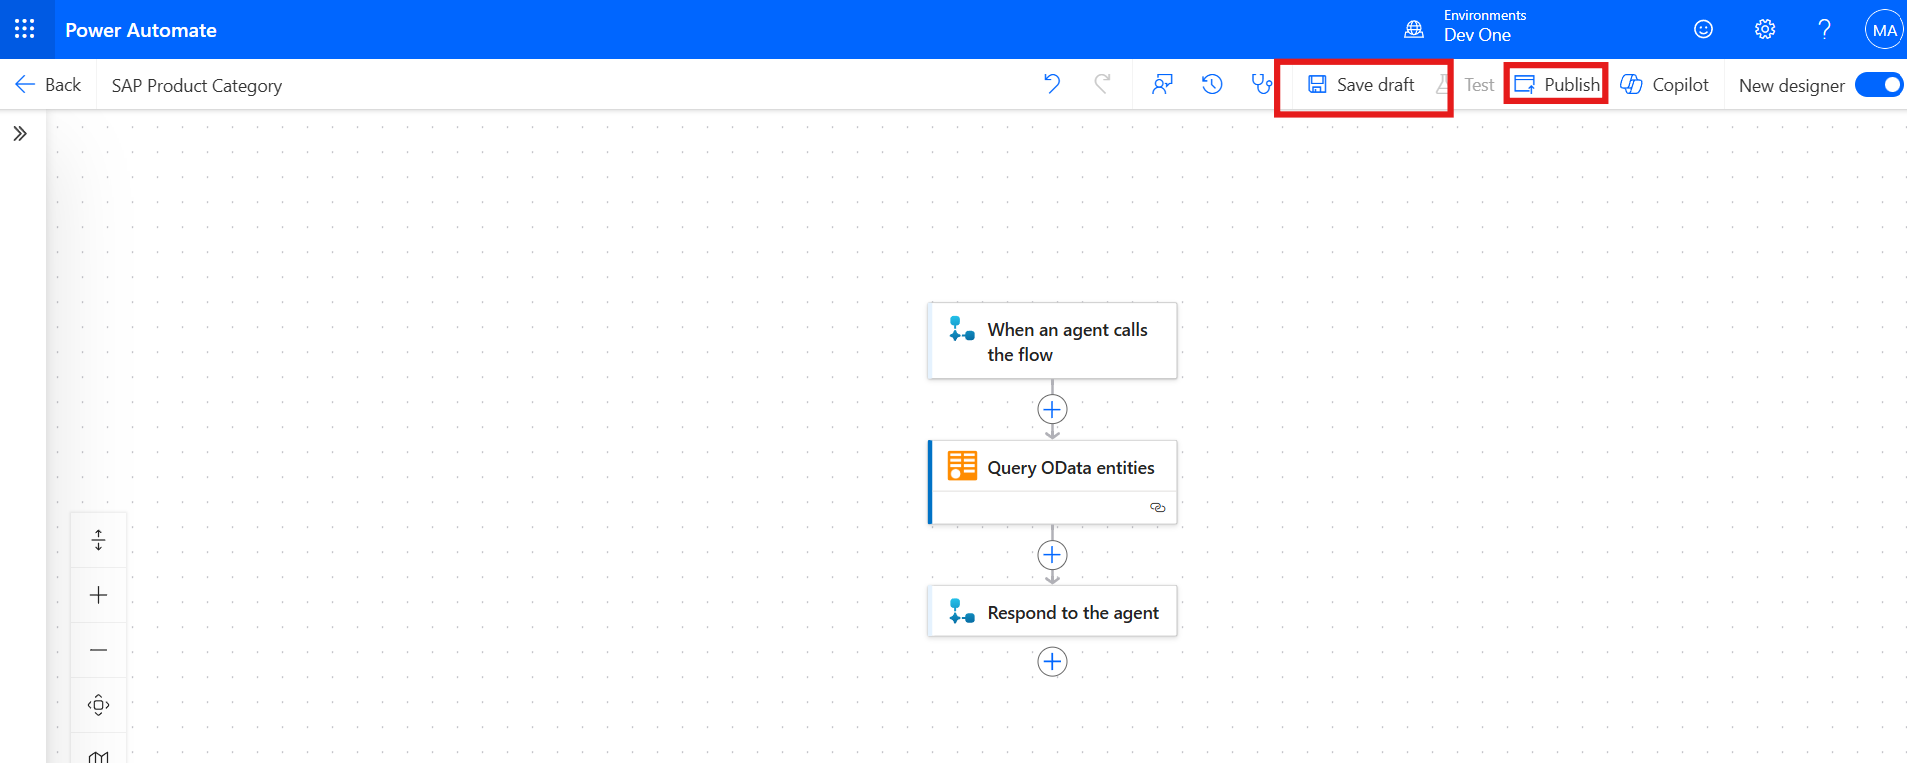 Power Automate
Environments
Dev One
MA
Back
SAP Product Category
Save draft
Test
Publish
Copilot
New designer
When an agent calls
the flow
Query OData entities
Respond to the agent